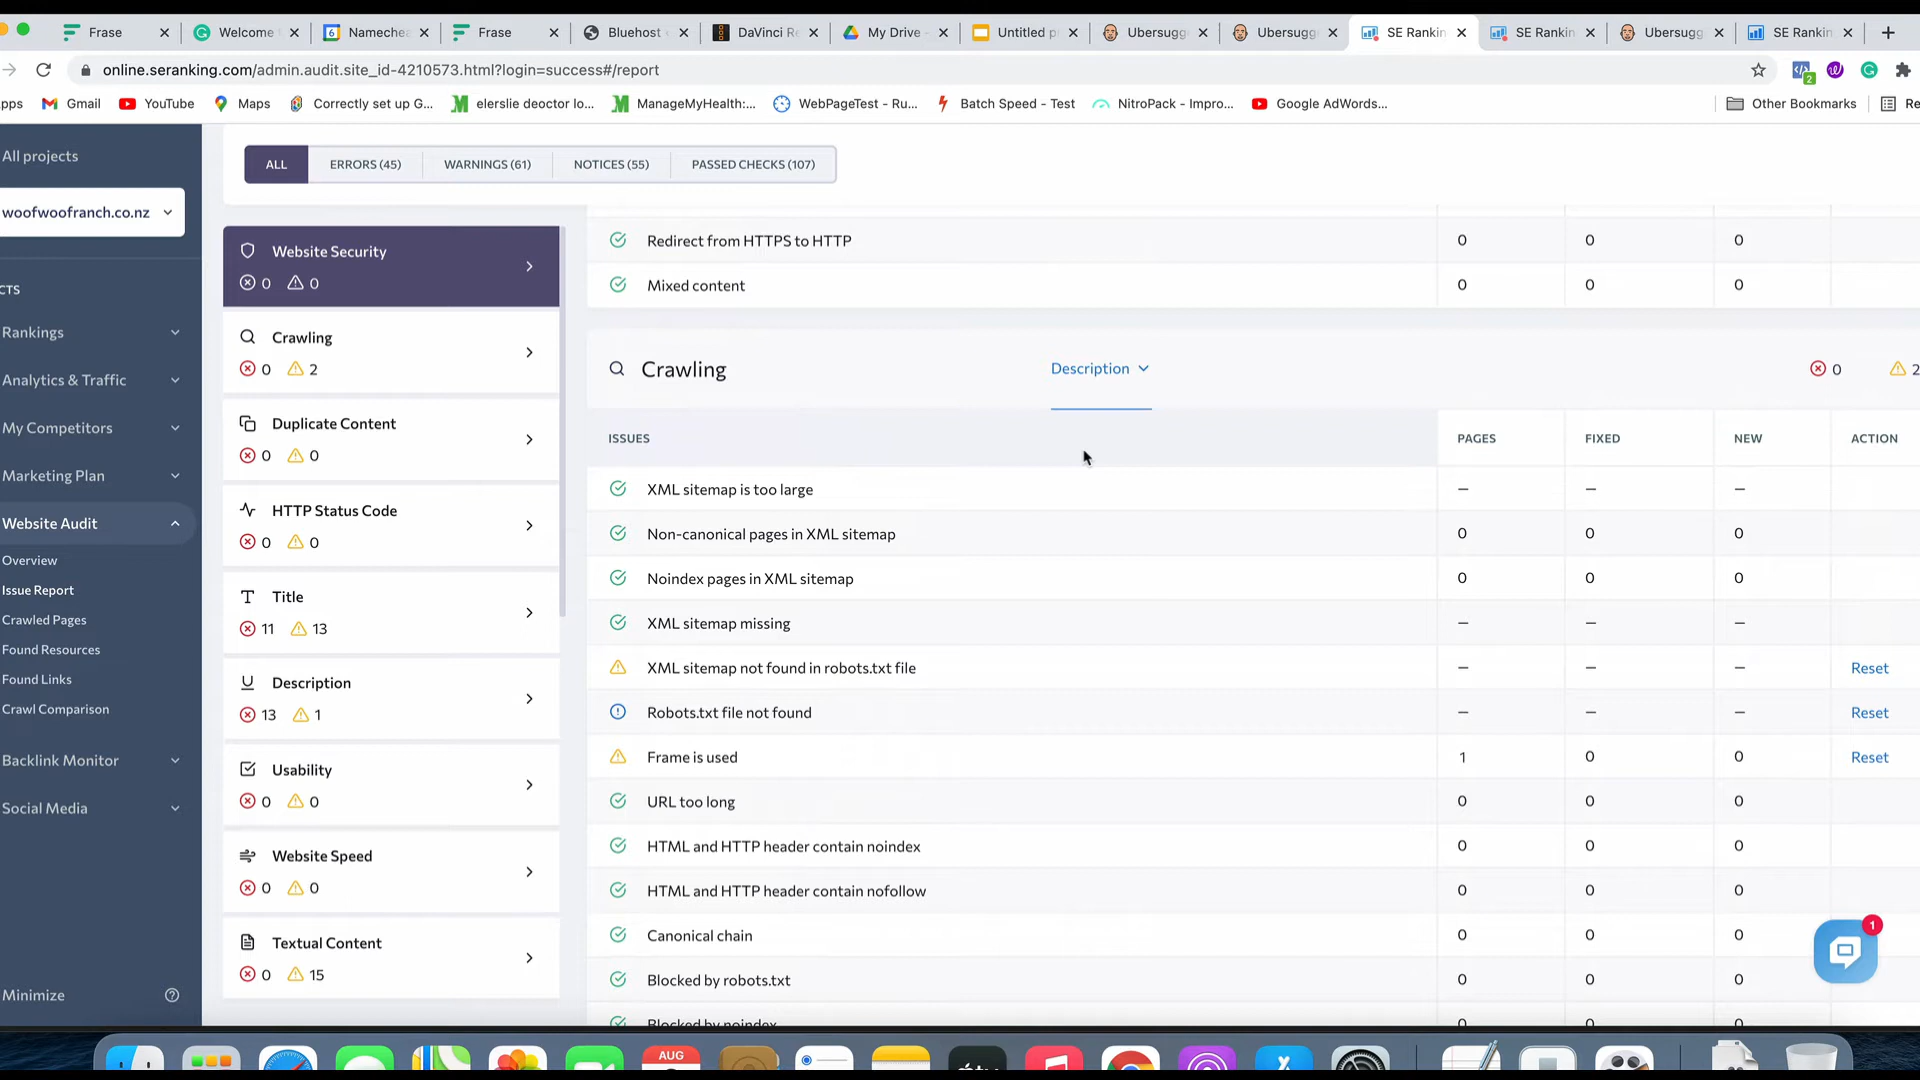 Frase
Welcome
6
Nameche
Frase
Bluehost
DaVinci Re
My Drive -
Untitled p
Ubersugg
Ubersugg
SE Rankin
SE Rankin
Ubersugg
SE Rankin
online.seranking.com/admin.audit.site_id-4210573.html?login=success#/report
2
pps
Gmail
YouTube
Maps
Correctly set up G...
elerslie deoctor lo...
ManageMyHealth:...
WebPageTest - Ru...
Batch Speed - Test
NitroPack - Impro...
Google AdWords...
Other Bookmarks
Re
All projects
woofwoofranch.co.nz
CTS
Rankings
Analytics & Traffic
My Competitors
Marketing Plan
Website Audit
Overview
Issue Report
Crawled Pages
Found Resources
Found Links
Crawl Comparison
Backlink Monitor
Social Media
Minimize
ALL
ERRORS (45)
WARNINGS (61)
NOTICES (55)
PASSED CHECKS (107)
Website Security
0 0
Crawling
0 2
Duplicate Content
0 0
HTTP Status Code
0 0
Title
11 13
Description
13 1
Usability
0 0
Website Speed
0 0
Textual Content
0 15
Redirect from HTTPS to HTTP 0 0 0
Mixed content 0 0 0
Crawling Description 0 2
ISSUES PAGES FIXED NEW ACTION
XML sitemap is too large – – –
Non-canonical pages in XML sitemap 0 0 0
Noindex pages in XML sitemap 0 0 0
XML sitemap missing – – –
XML sitemap not found in robots.txt file – – – Reset
Robots.txt file not found – – – Reset
Frame is used 1 0 0 Reset
URL too long 0 0 0
HTML and HTTP header contain noindex 0 0 0
HTML and HTTP header contain nofollow 0 0 0
Canonical chain 0 0 0
Blocked by robots.txt 0 0 0
Blocked by noindex 0 0 0
1
AUG